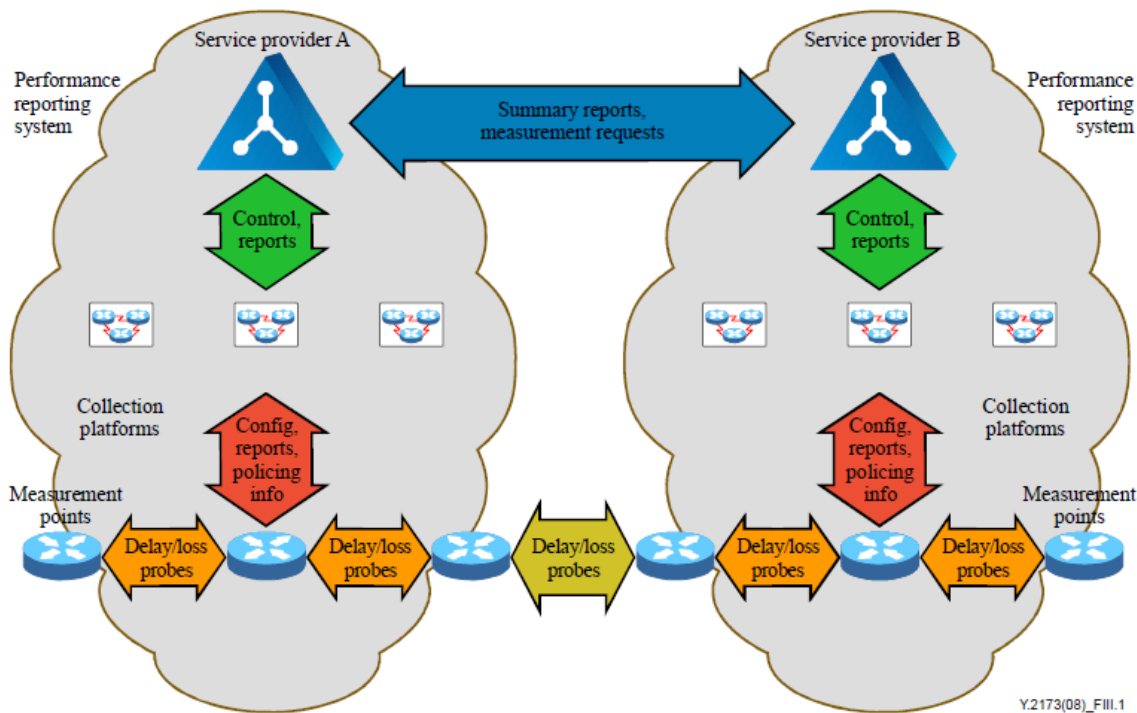 Service provider A
Service provider B
Performance
reporting
system
Performance
reporting
system
Summary reports,
measurement requests
Control,
reports
Control,
reports
Collection
platforms
Collection
platforms
Config,
reports,
policing
info
Config,
reports,
policing
info
Measurement
points
Measurement
points
Delay/loss
probes
Delay/loss
probes
Delay/loss
probes
Delay/loss
probes
Delay/loss
probes
Y.2173(08)_FIII.1